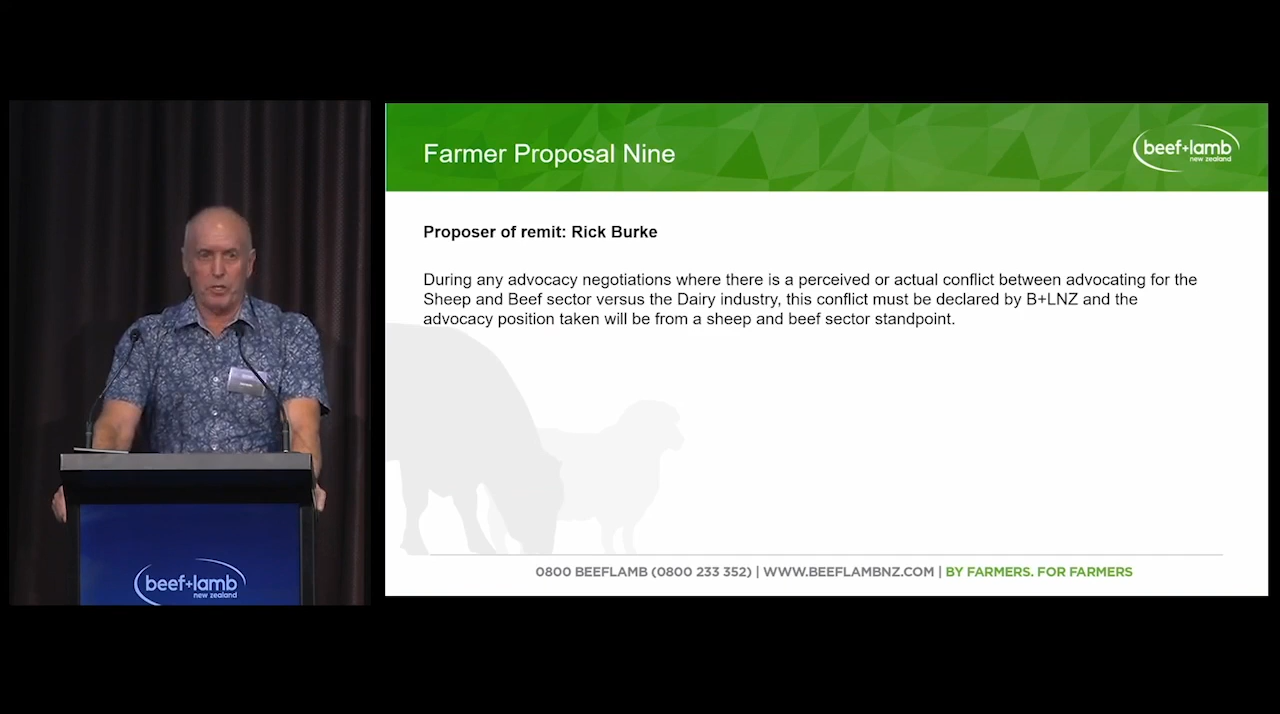 Farmer Proposal Nine
beef+lamb
new zealand
Proposer of remit: Rick Burke
During any advocacy negotiations where there is a perceived or actual conflict between advocating for the
Sheep and Beef sector versus the Dairy industry, this conflict must be declared by B+LNZ and the
advocacy position taken will be from a sheep and beef sector standpoint.
0800 BEEFLAMB (0800 233 352) | WWW.BEEFLAMBNZ.COM | BY FARMERS. FOR FARMERS
beef+lamb
new zealand